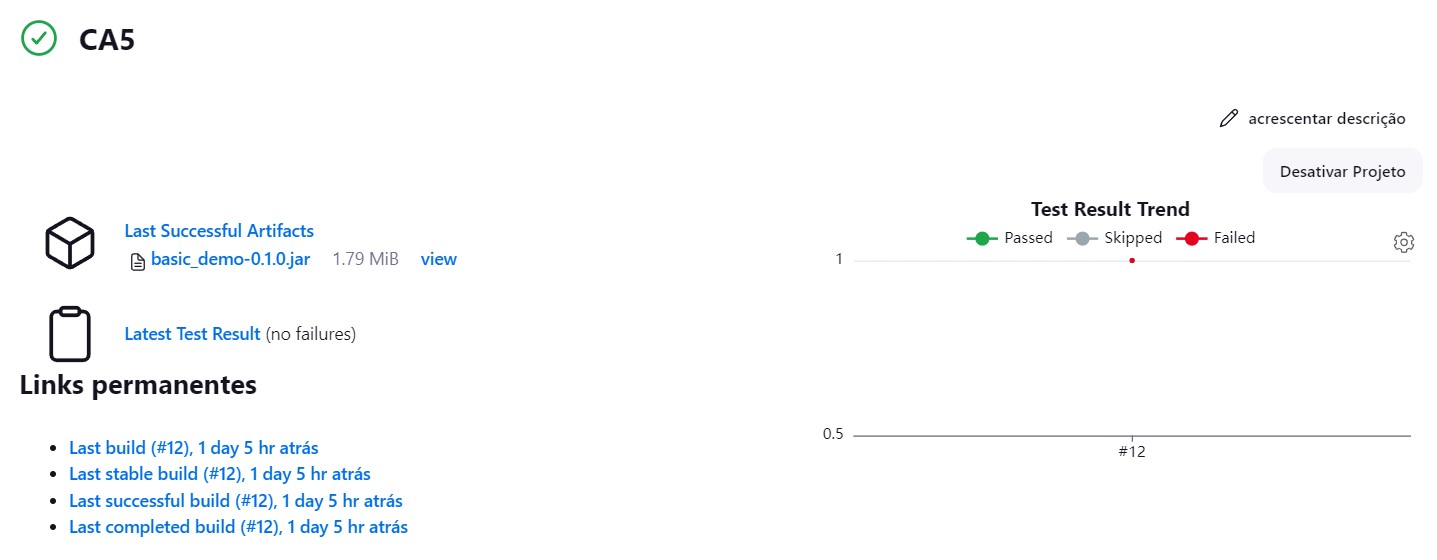 CA5
acrescentar descrição
Desativar Projeto
Last Successful Artifacts
basic_demo-0.1.0.jar 1.79 MiB view
Latest Test Result (no failures)
Test Result Trend
Passed Skipped Failed
1
0.5
#12
Links permanentes
Last build (#12), 1 day 5 hr atrás
Last stable build (#12), 1 day 5 hr atrás
Last successful build (#12), 1 day 5 hr atrás
Last completed build (#12), 1 day 5 hr atrás